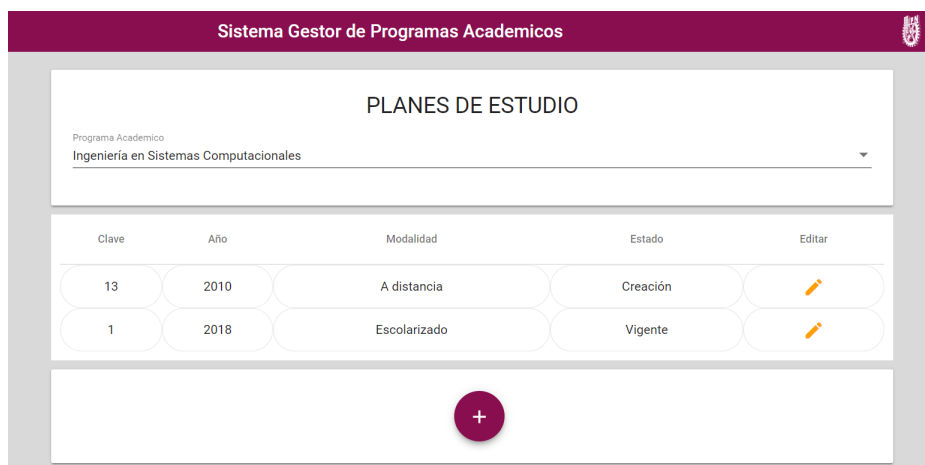 Sistema Gestor de Programas Academicos
PLANES DE ESTUDIO
Programa Academico
Ingeniería en Sistemas Computacionales
Clave Año Modalidad Estado Editar
13 2010 A distancia Creación
1 2018 Escolarizado Vigente
+